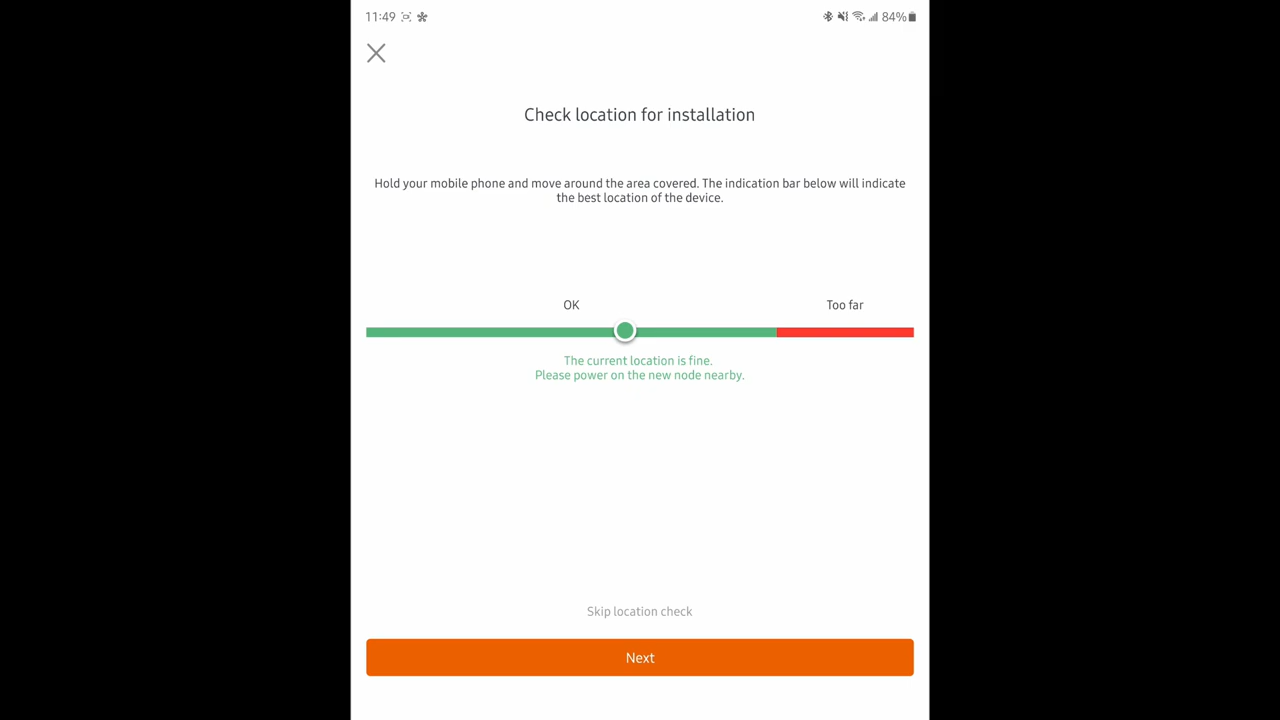 11:49
84%
Check location for installation
Hold your mobile phone and move around the area covered. The indication bar below will indicate
the best location of the device.
OK
Too far
The current location is fine.
Please power on the new node nearby.
Skip location check
Next